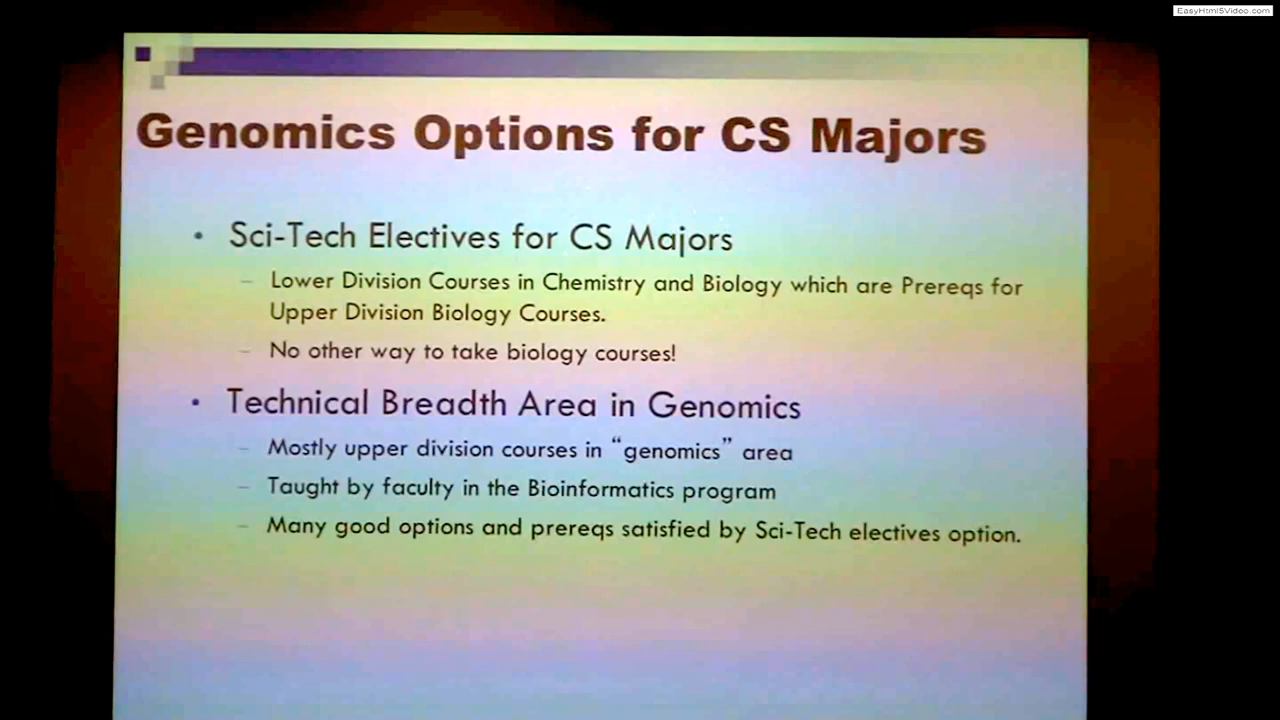 EasyHtml5Video.com
Genomics Options for CS Majors
• Sci-Tech Electives for CS Majors
– Lower Division Courses in Chemistry and Biology which are Prereqs for
Upper Division Biology Courses.
– No other way to take biology courses!
• Technical Breadth Area in Genomics
– Mostly upper division courses in “genomics” area
– Taught by faculty in the Bioinformatics program
– Many good options and prereqs satisfied by Sci-Tech electives option.